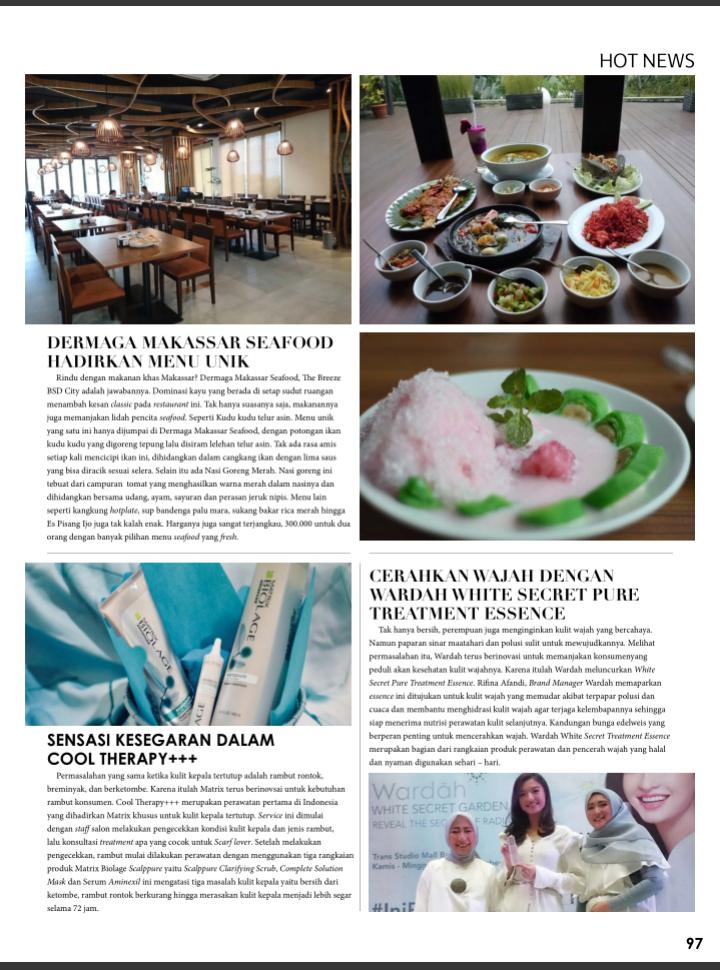 HOT NEWS
DERMAGA MAKASSAR SEAFOOD
HADIRKAN MENU UNIK
Rindu dengan makanan khas Makassar? Dermaga Makassar Seafood, The Breeze
BSD City adalah jawabannya. Dominasi kayu yang berada di setiap sudut ruangan
menambah kesan classic pada restaurant ini. Tak hanya suasanya saja, makanannya
juga memanjakan lidah pencita seafood. Seperti Kudu kudu telur asin. Menu unik
yang satu ini hanya dijumpai di Dermaga Makassar Seafood, dengan potongan ikan
kudu kudu yang digoreng tepung lalu disiram lelehan telur asin. Tak ada rasa amis
setiap kali mencicipi ikan ini, dihidangkan dalam cangkang ikan dengan lima saus
yang bisa diracik sesuai selera. Selain itu ada Nasi Goreng Merah. Nasi goreng ini
tebuat dari campuran tomat yang menghasilkan warna merah dalam nasinya dan
dihidangkan bersama udang, ayam, sayuran dan perasan jeruk nipis. Menu lain
seperti kangkung hotplate, sup bandenga palu mara, sukang bakar rica merah hingga
Es Pisang Ijo juga tak kalah enak. Harganya juga sangat terjangkau, 300.000 untuk dua
orang dengan banyak pilihan menu seafood yang fresh.
MATRIX
BIOLAGE
MATRIX
BIOLAGE
SENSASI KESEGARAN DALAM
COOL THERAPY+++
Permasalahan yang sama ketika kulit kepala tertutup adalah rambut rontok,
breminyak, dan berketombe. Karena itulah Matrix terus berinovsai untuk kebutuhan
rambut konsumen. Cool Therapy+++ merupakan perawatan pertama di Indonesia
yang dihadirkan Matrix khusus untuk kulit kepala tertutup. Service ini dimulai
dengan staff salon melakukan pengecekkan kondisi kulit kepala dan jenis rambut,
lalu konsultasi treatment apa yang cocok untuk Scarf lover. Setelah melakukan
pengecekkan, rambut mulai dilakukan perawatan dengan menggunakan tiga rangkaian
produk Matrix Biolage Scalppure yaitu Scalppure Clarifying Scrub, Complete Solution
Mask dan Serum Aminexil ini mengatasi tiga masalah kulit kepala yaitu bersih dari
ketombe, rambut rontok berkurang hingga merasakan kulit kepala menjadi lebih segar
selama 72 jam.
CERAHKAN WAJAH DENGAN
WARDAH WHITE SECRET PURE
TREATMENT ESSENCE
Tak hanya bersih, perempuan juga menginginkan kulit wajah yang bercahaya.
Namun paparan sinar maatahari dan polusi sulit untuk mewujudkannya. Melihat
permasalahan itu, Wardah terus berinovasi untuk memanjakan konsumenyang
peduli akan kesehatan kulit wajahnya. Karena itulah Wardah meluncurkan White
Secret Pure Treatment Essence. Rifina Afandi, Brand Manager Wardah memaparkan
essence ini ditujukan untuk kulit wajah yang memudar akibat terpapar polusi dan
cuaca dan membantu menghidrasi kulit wajah agar terjaga kelembapannya sehingga
siap menerima nutrisi perawatan kulit selanjutnya. Kandungan bunga edelweis yang
berperan penting untuk mencerahkan wajah. Wardah White Secret Treatment Essence
merupakan bagian dari rangkaian produk perawatan dan pencerah wajah yang halal
dan nyaman digunakan sehari – hari.
Wardah
WHITE SECRET GARDEN
REVEAL THE
Trans Studio Mall
Kamis - Minggu
97